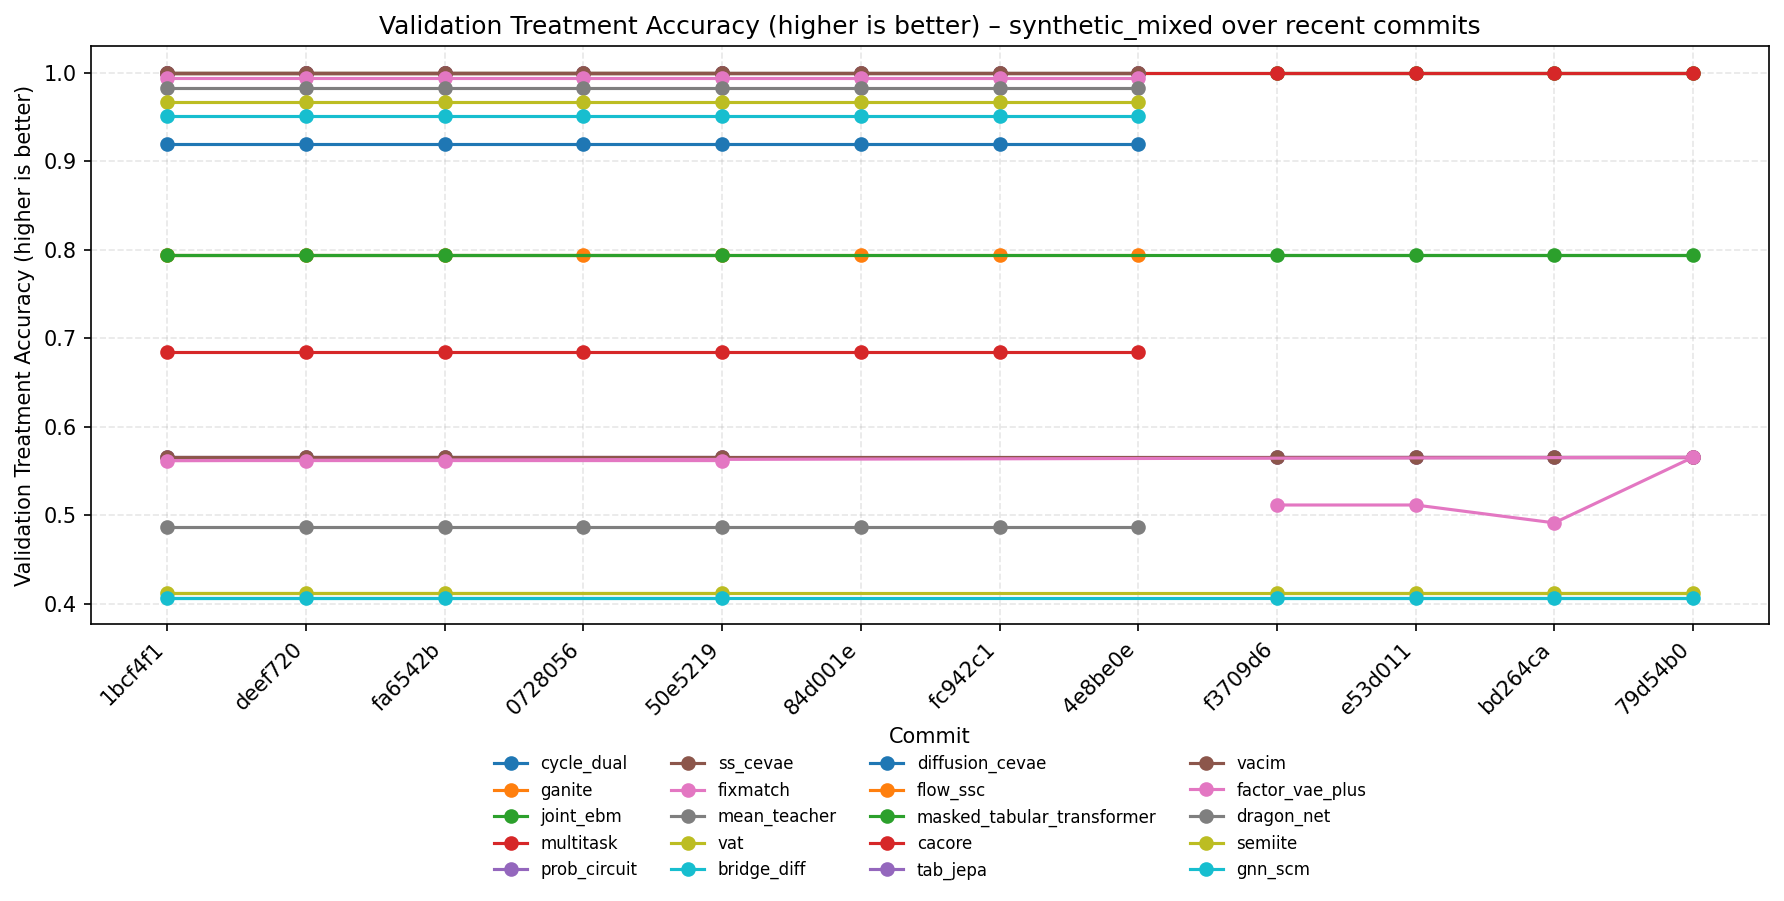 Validation Treatment Accuracy (higher is better) – synthetic_mixed over recent commits
Validation Treatment Accuracy (higher is better)
1.0
0.9
0.8
0.7
0.6
0.5
0.4
1bcf4f1
deef720
fa6542b
0728056
50e5219
84d001e
fc942c1
4e8be0e
f3709d6
e53d011
bd264ca
79d54b0
Commit
cycle_dual
ganite
joint_ebm
multitask
prob_circuit
ss_cevae
fixmatch
mean_teacher
vat
bridge_diff
diffusion_cevae
flow_ssc
masked_tabular_transformer
cacore
tab_jepa
vacim
factor_vae_plus
dragon_net
semiite
gnn_scm